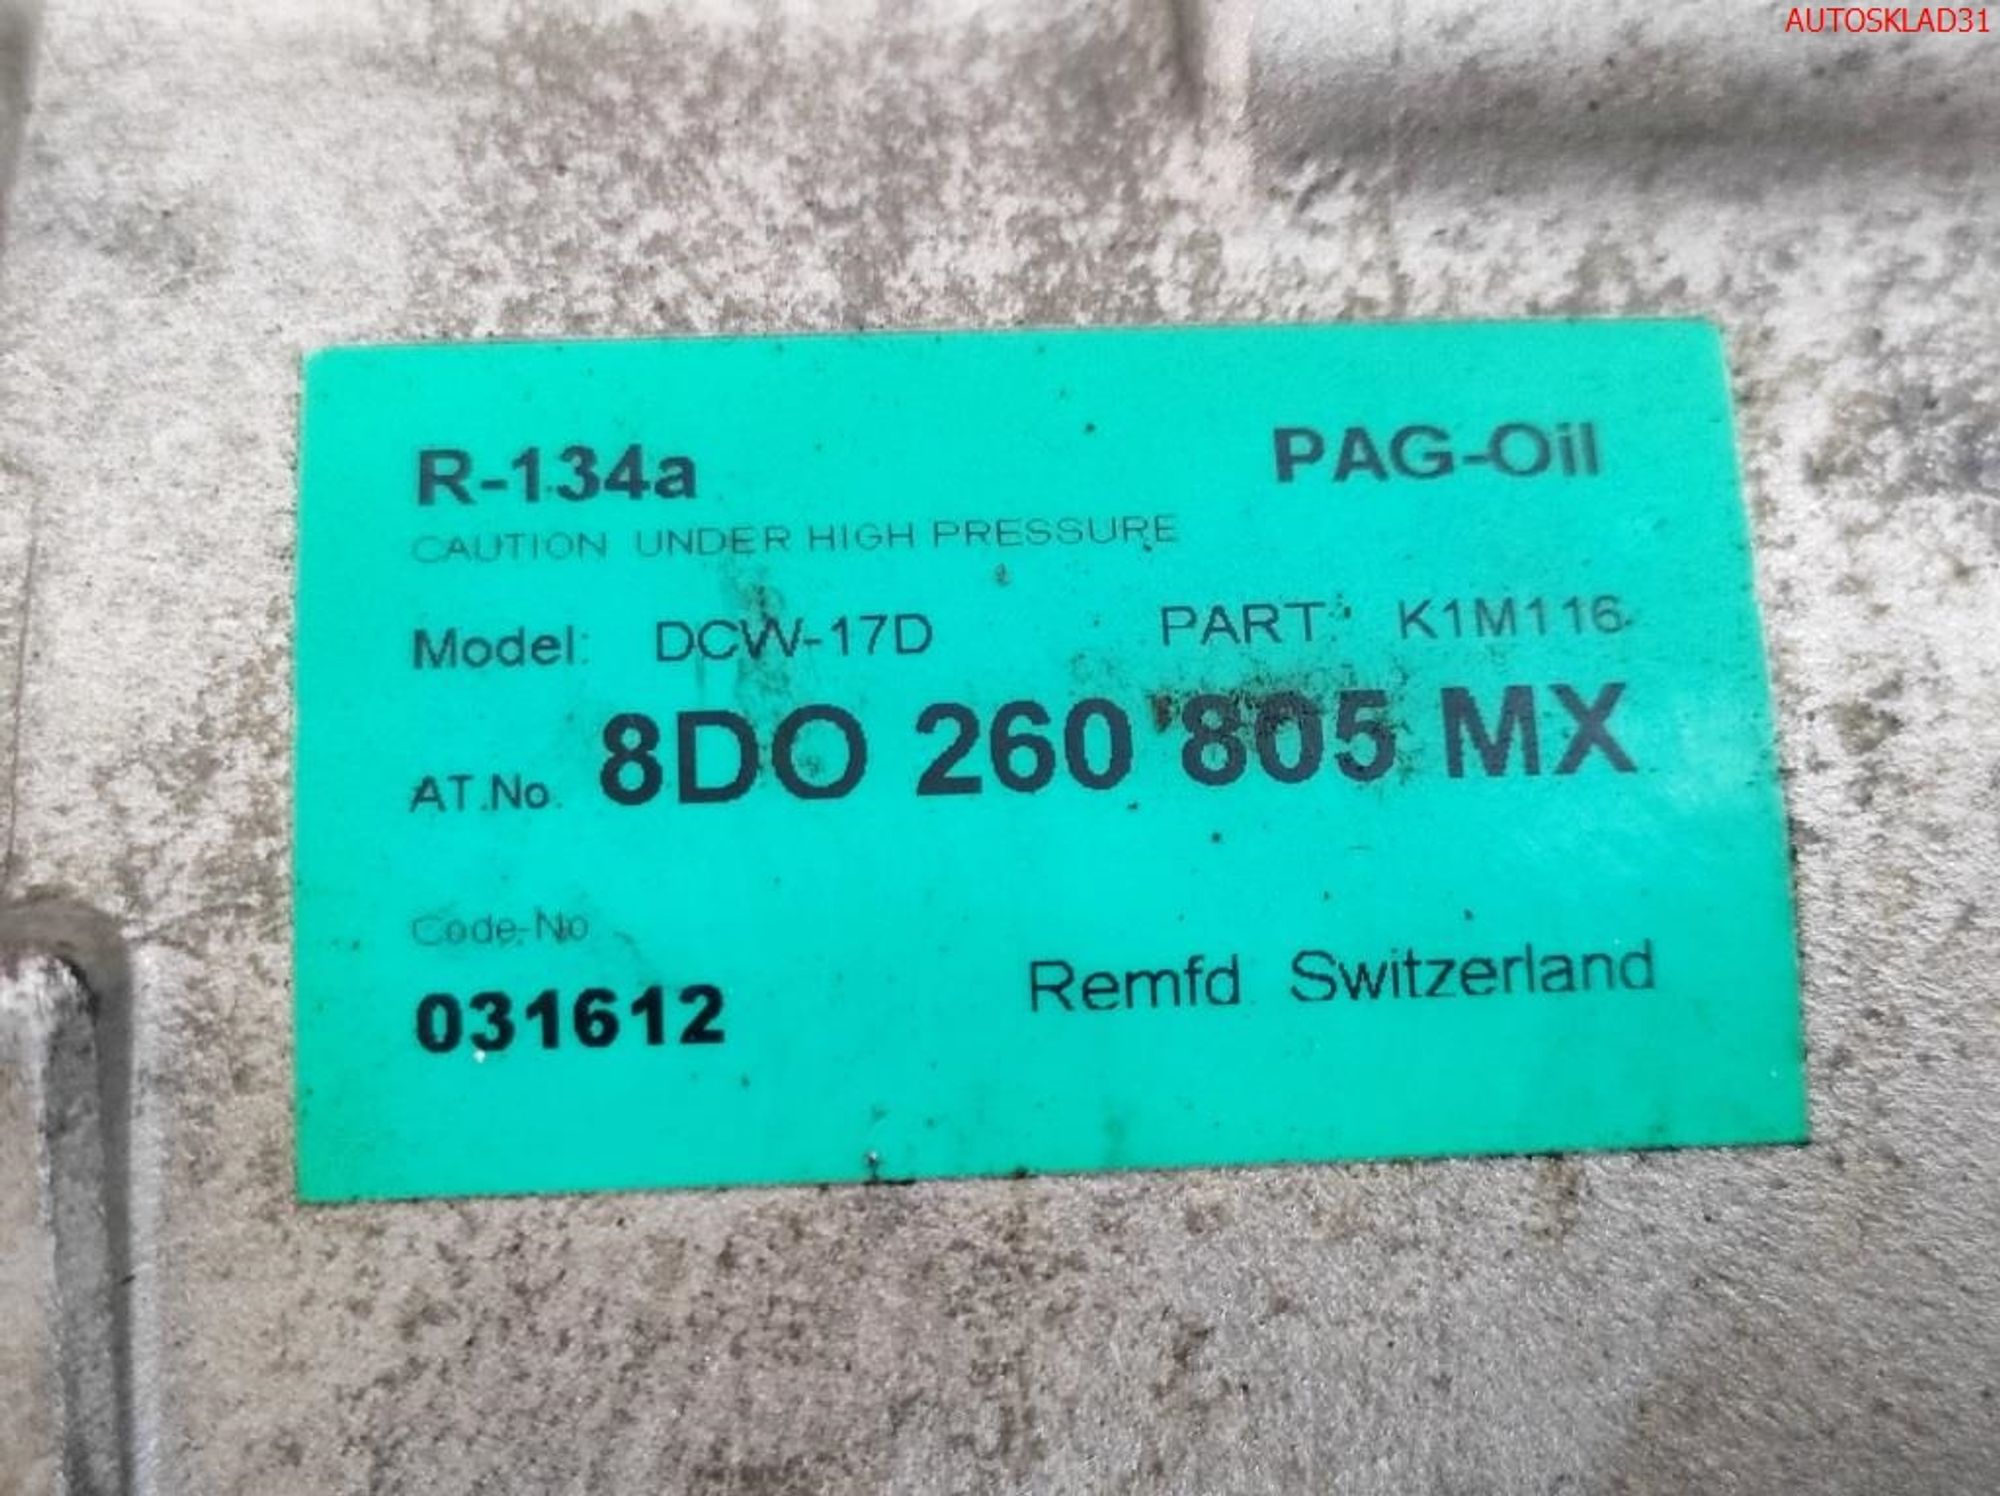 AUTOSKLAD31
R-134a PAG-Oil
CAUTION UNDER HIGH PRESSURE
Model: DCW-17D PART: K1M116
AT.No. 8DO 260 805 MX
Code-No
031612 Remfd Switzerland